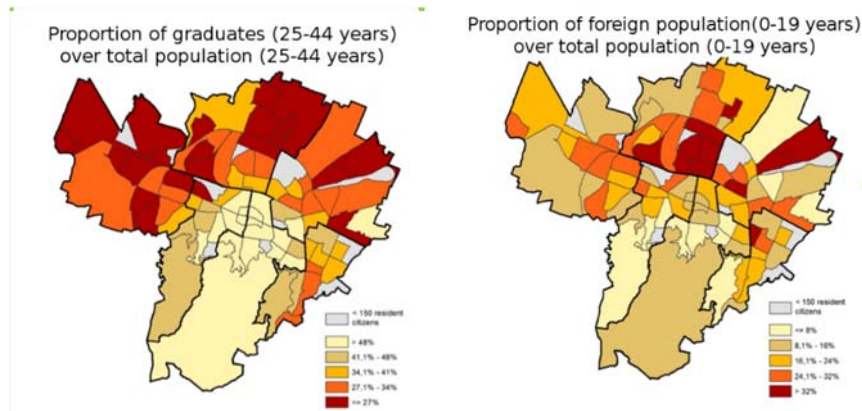 Proportion of graduates (25-44 years)
over total population (25-44 years)
< 150 resident
citizens
> 48%
41,1% - 48%
34,1% - 41%
27,1% - 34%
<= 27%
Proportion of foreign population(0-19 years)
over total population (0-19 years)
< 150 resident
citizens
<= 8%
8,1% - 16%
16,1% - 24%
24,1% - 32%
> 32%